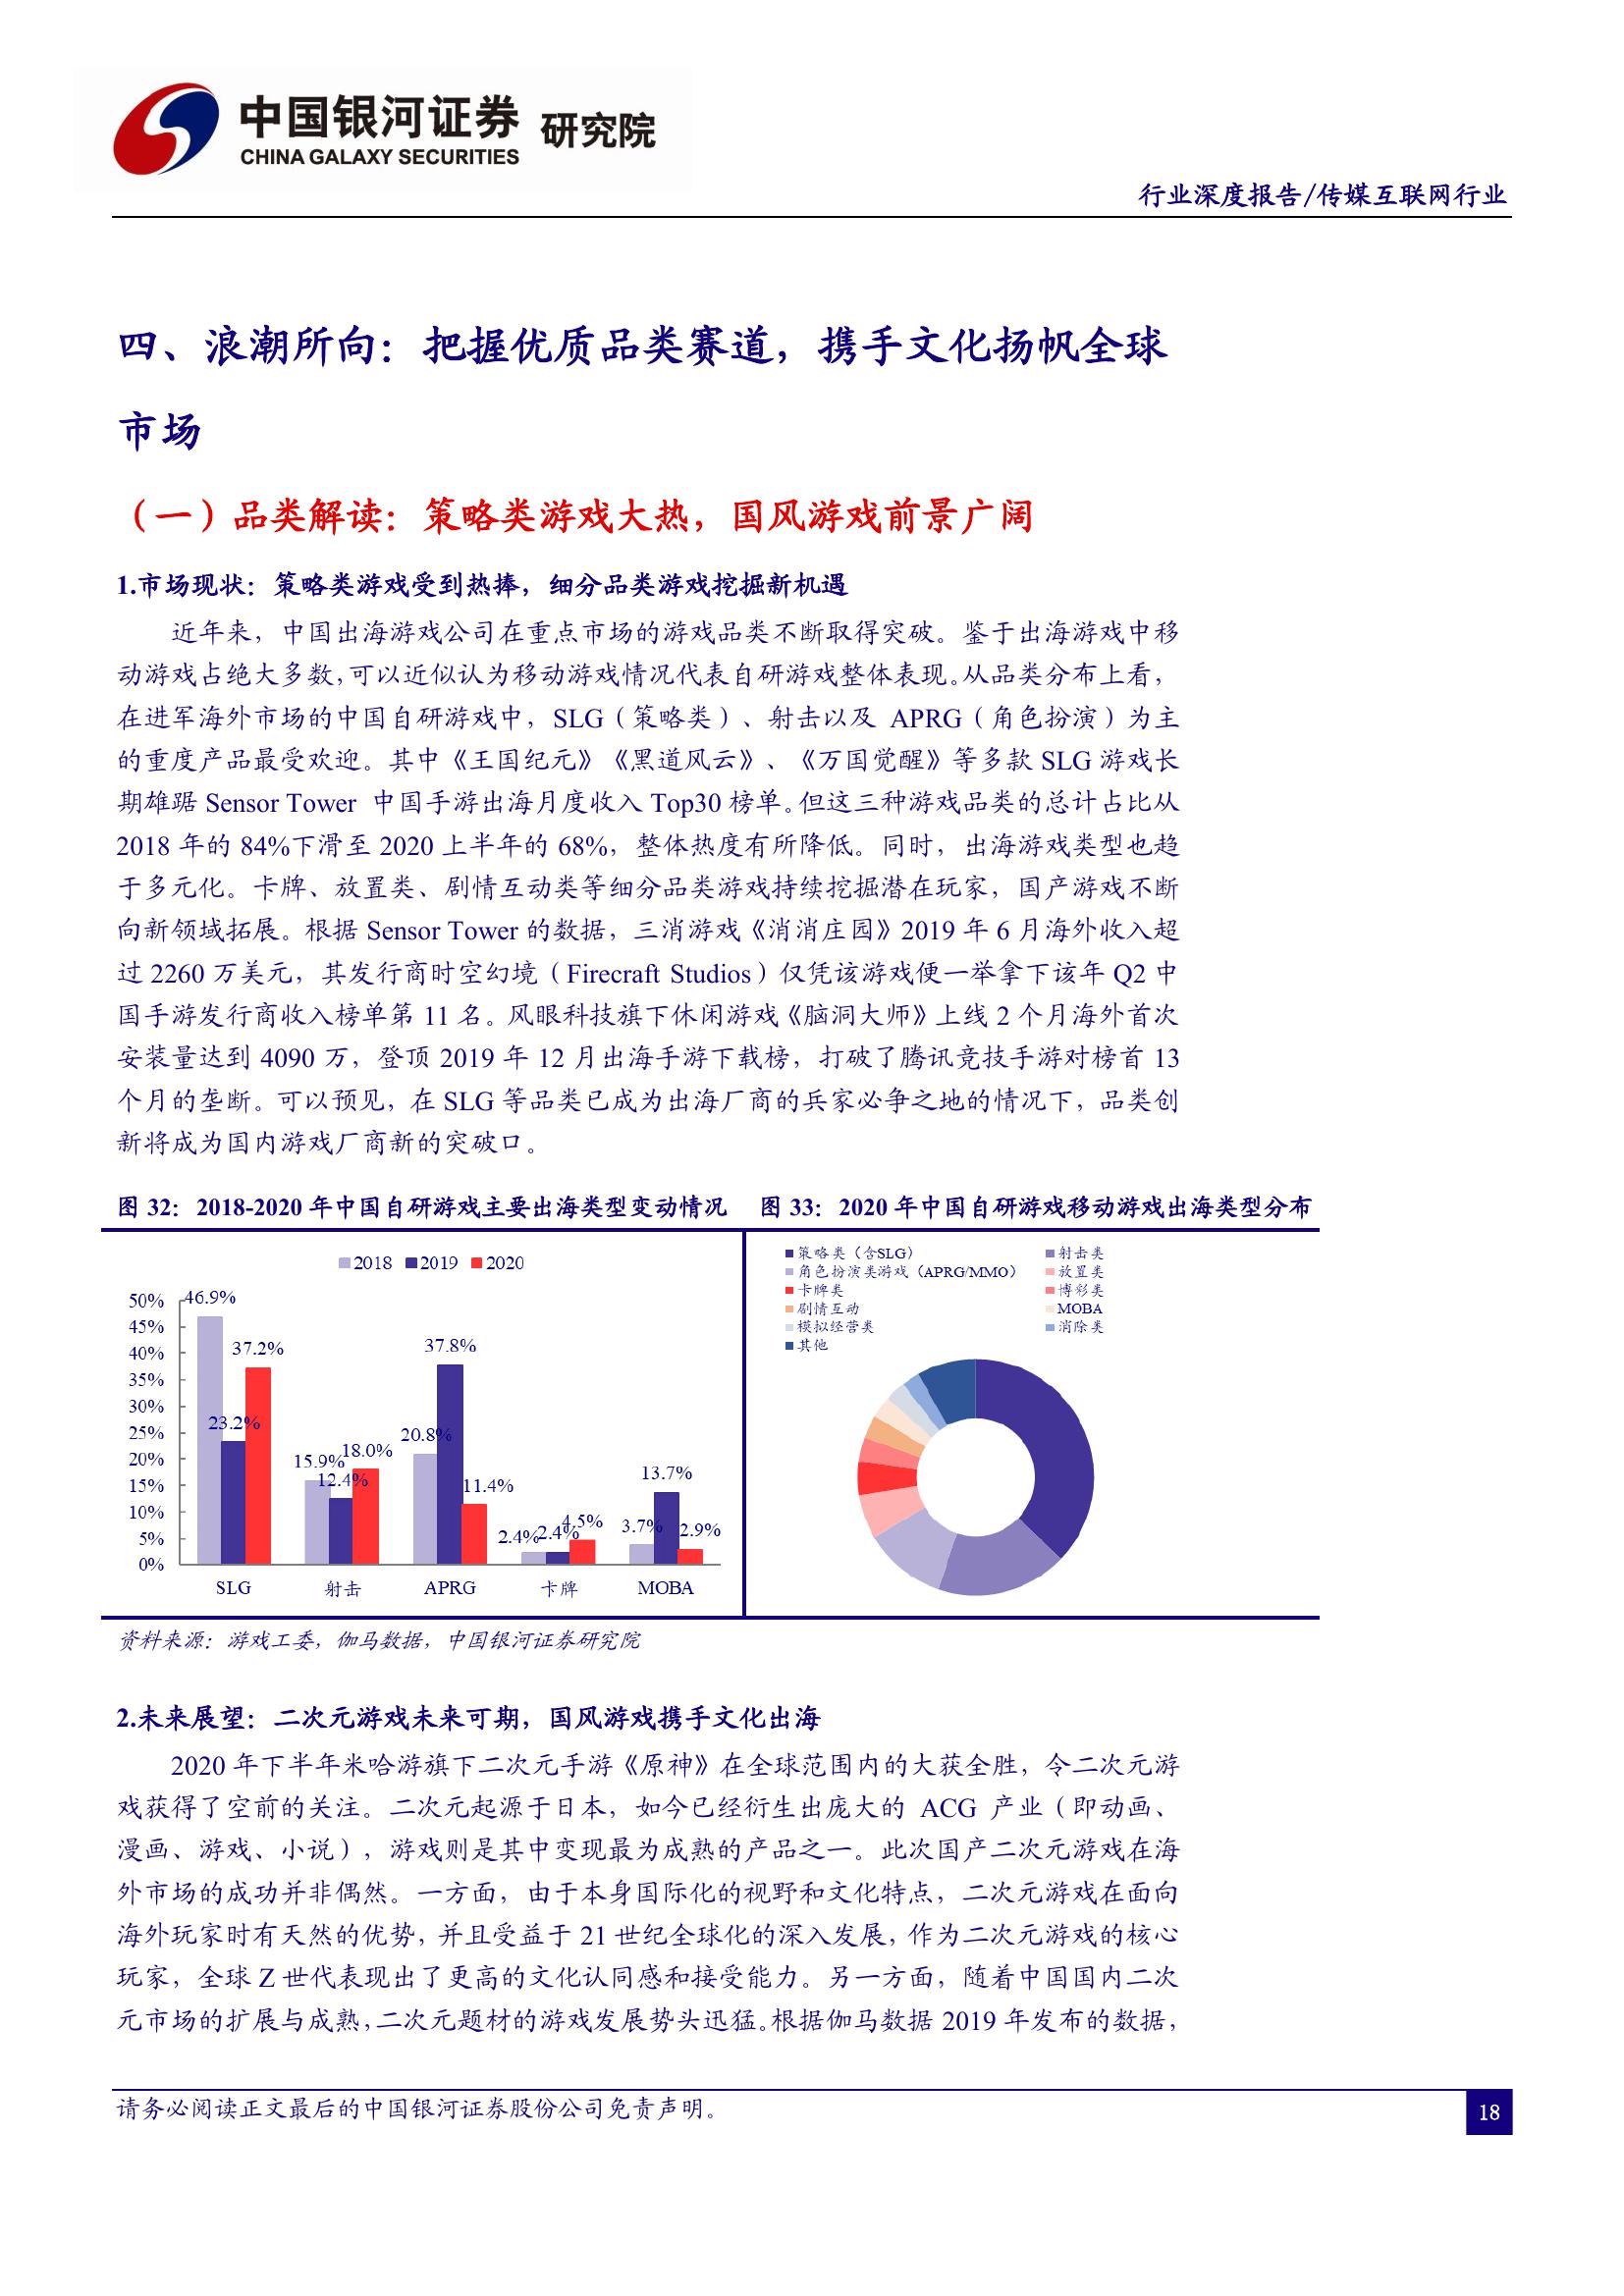 中国银河证券 研究院
CHINA GALAXY SECURITIES
行业深度报告/传媒互联网行业
四、浪潮所向：把握优质品类赛道，携手文化扬帆全球
市场
（一）品类解读：策略类游戏大热，国风游戏前景广阔
1.市场现状：策略类游戏受到热捧，细分品类游戏挖掘新机遇
近年来，中国出海游戏公司在重点市场的游戏品类不断取得突破。鉴于出海游戏中移
动游戏占绝大多数，可以近似认为移动游戏情况代表自研游戏整体表现。从品类分布上看，
在进军海外市场的中国自研游戏中，SLG（策略类）、射击以及 APRG（角色扮演）为主
的重度产品最受欢迎。其中《王国纪元》《黑道风云》、《万国觉醒》等多款 SLG 游戏长
期雄踞 Sensor Tower 中国手游出海月度收入 Top30 榜单。但这三种游戏品类的总计占比从
2018 年的 84%下滑至 2020 上半年的 68%，整体热度有所降低。同时，出海游戏类型也趋
于多元化。卡牌、放置类、剧情互动类等细分品类游戏持续挖掘潜在玩家，国产游戏不断
向新领域拓展。根据 Sensor Tower 的数据，三消游戏《消消庄园》2019 年 6 月海外收入超
过 2260 万美元，其发行商时空幻境（Firecraft Studios）仅凭该游戏便一举拿下该年 Q2 中
国手游发行商收入榜单第 11 名。风眼科技旗下休闲游戏《脑洞大师》上线 2 个月海外首次
安装量达到 4090 万，登顶 2019 年 12 月出海手游下载榜，打破了腾讯竞技手游对榜首 13
个月的垄断。可以预见，在 SLG 等品类已成为出海厂商的兵家必争之地的情况下，品类创
新将成为国内游戏厂商新的突破口。
图 32：2018-2020 年中国自研游戏主要出海类型变动情况
2018 2019 2020
50%
45%
40%
35%
30%
25%
20%
15%
10%
5%
0%
46.9%
23.2%
37.2%
15.9%
12.4%
18.0%
20.8%
37.8%
11.4%
2.4%
2.4%
4.5%
3.7%
13.7%
2.9%
SLG 射击 APRG 卡牌 MOBA
图 33：2020 年中国自研游戏移动游戏出海类型分布
策略类（含SLG） 射击类
角色扮演类游戏（APRG/MMO） 放置类
卡牌类 博彩类
剧情互动 MOBA
模拟经营类 消除类
其他
资料来源：游戏工委，伽马数据，中国银河证券研究院
2.未来展望：二次元游戏未来可期，国风游戏携手文化出海
2020 年下半年米哈游旗下二次元手游《原神》在全球范围内的大获全胜，令二次元游
戏获得了空前的关注。二次元起源于日本，如今已经衍生出庞大的 ACG 产业（即动画、
漫画、游戏、小说），游戏则是其中变现最为成熟的产品之一。此次国产二次元游戏在海
外市场的成功并非偶然。一方面，由于本身国际化的视野和文化特点，二次元游戏在面向
海外玩家时有天然的优势，并且受益于 21 世纪全球化的深入发展，作为二次元游戏的核心
玩家，全球 Z 世代表现出了更高的文化认同感和接受能力。另一方面，随着中国国内二次
元市场的扩展与成熟，二次元题材的游戏发展势头迅猛。根据伽马数据 2019 年发布的数据，
请务必阅读正文最后的中国银河证券股份公司免责声明。
18